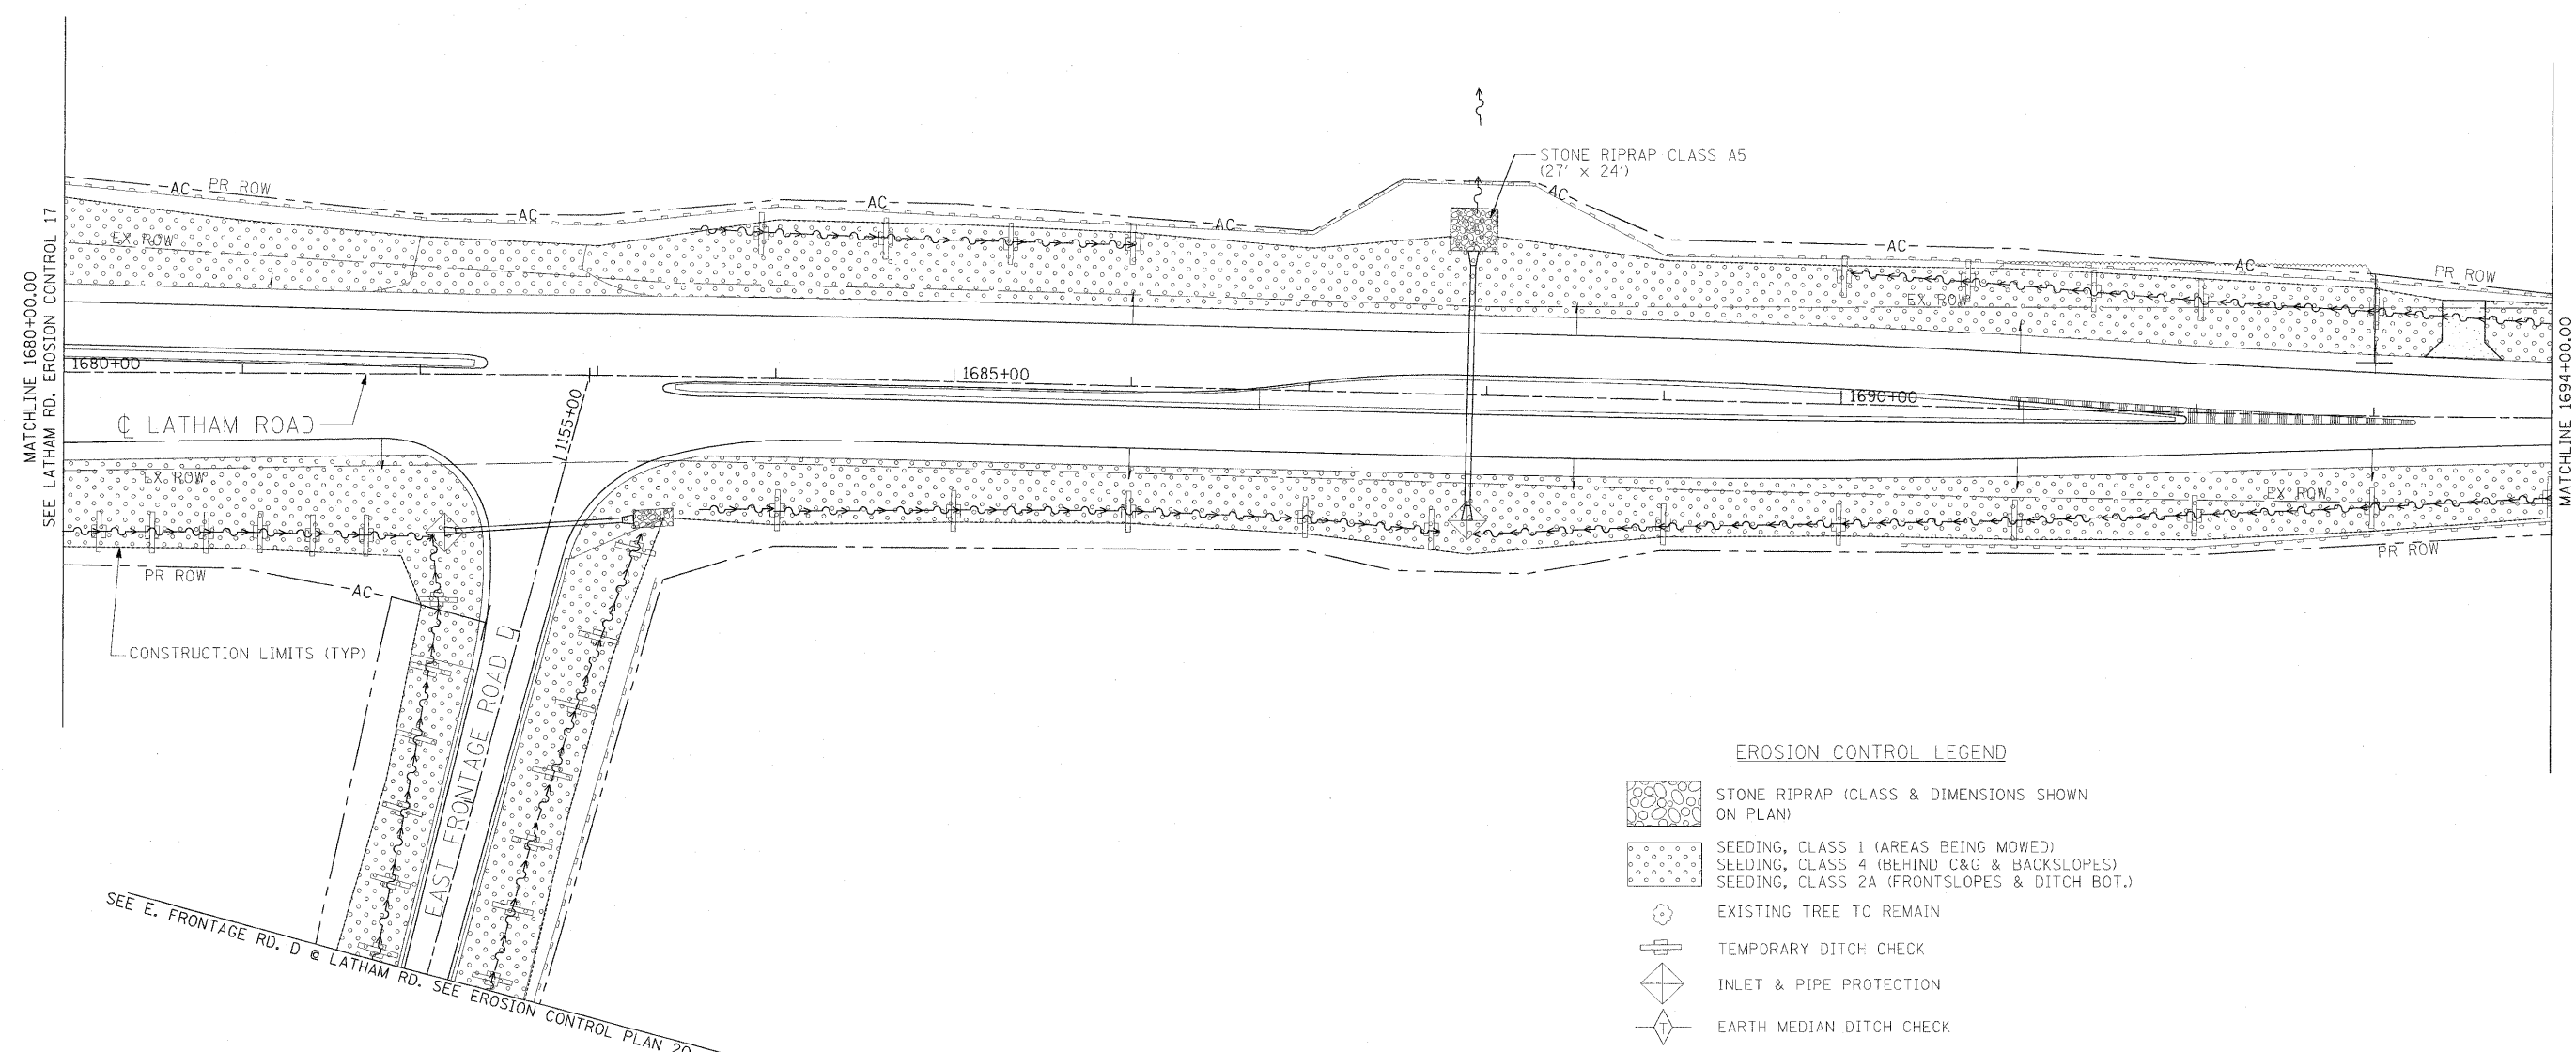 STONE RIPRAP CLASS A5
(27' x 24')
-AC-
PR ROW
-AC-
-AC-
-AC-
-AC-
-AC-
-AC-
PR ROW
EX. ROW
EX. ROW
MATCHLINE 1680+00.00
SEE LATHAM RD. EROSION CONTROL 17
MATCHLINE 1694+00.00
1680+00
1685+00
1690+00
1155+00
℄ LATHAM ROAD
EX. ROW
EX ROW
PR ROW
PR ROW
-AC-
CONSTRUCTION LIMITS (TYP)
EAST FRONTAGE ROAD D
SEE E. FRONTAGE RD. D @ LATHAM RD. SEE EROSION CONTROL PLAN 20
EROSION CONTROL LEGEND
STONE RIPRAP (CLASS & DIMENSIONS SHOWN
ON PLAN)
SEEDING, CLASS 1 (AREAS BEING MOWED)
SEEDING, CLASS 4 (BEHIND C&G & BACKSLOPES)
SEEDING, CLASS 2A (FRONTSLOPES & DITCH BOT.)
EXISTING TREE TO REMAIN
TEMPORARY DITCH CHECK
INLET & PIPE PROTECTION
T
EARTH MEDIAN DITCH CHECK